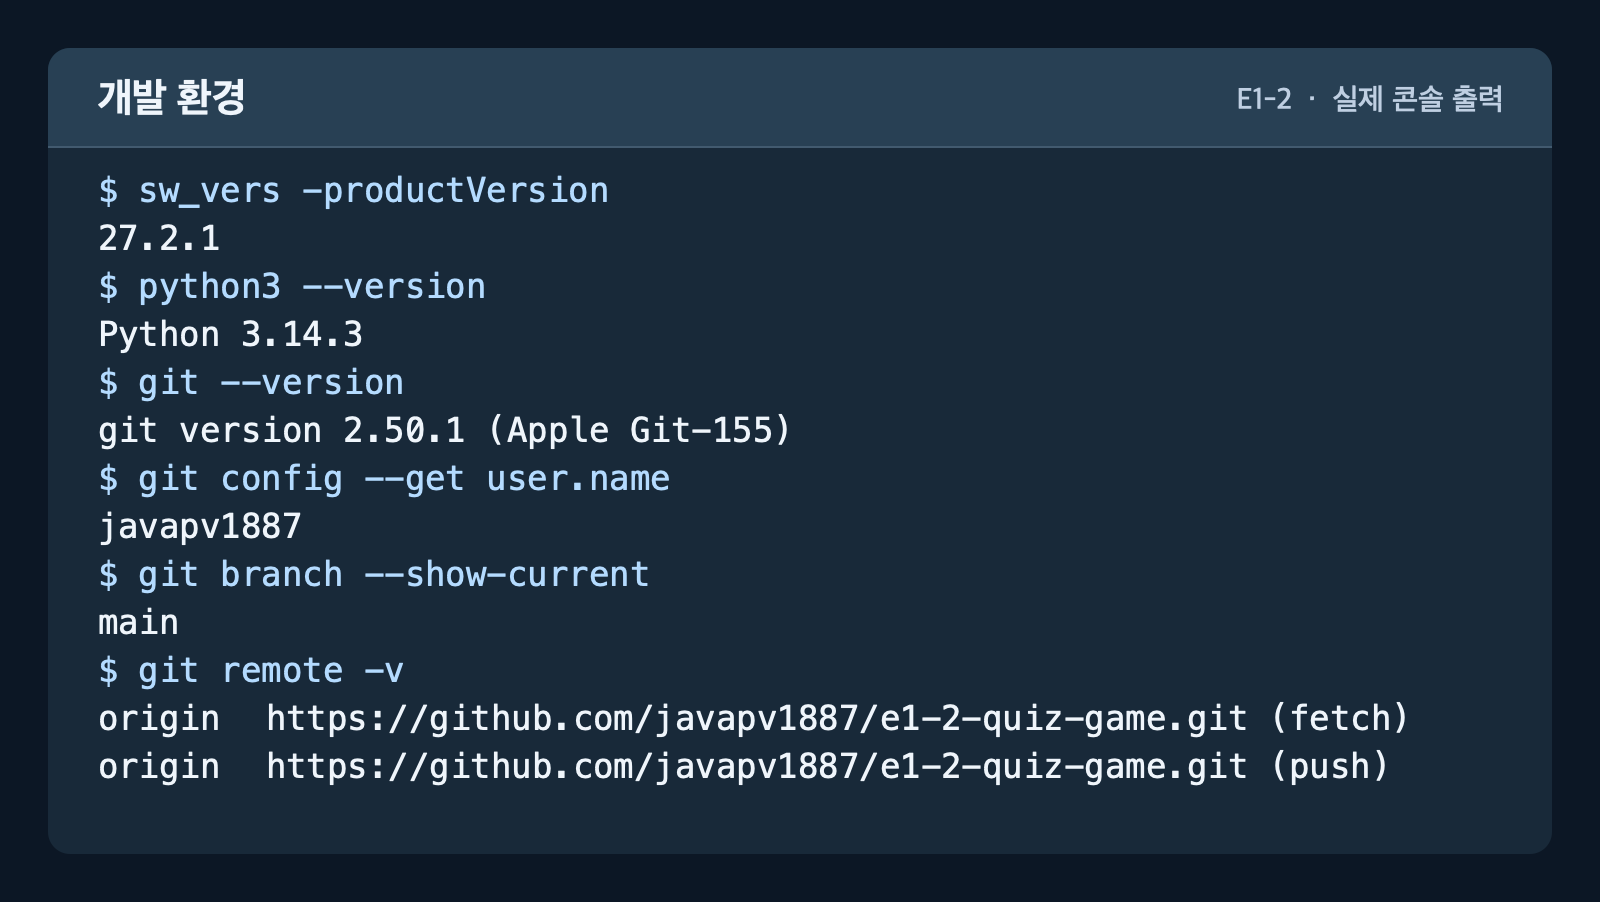 개발 환경
E1-2 · 실제 콘솔 출력
$ sw_vers -productVersion
27.2.1
$ python3 --version
Python 3.14.3
$ git --version
git version 2.50.1 (Apple Git-155)
$ git config --get user.name
javapv1887
$ git branch --show-current
main
$ git remote -v
origin  https://github.com/javapv1887/e1-2-quiz-game.git (fetch)
origin  https://github.com/javapv1887/e1-2-quiz-game.git (push)